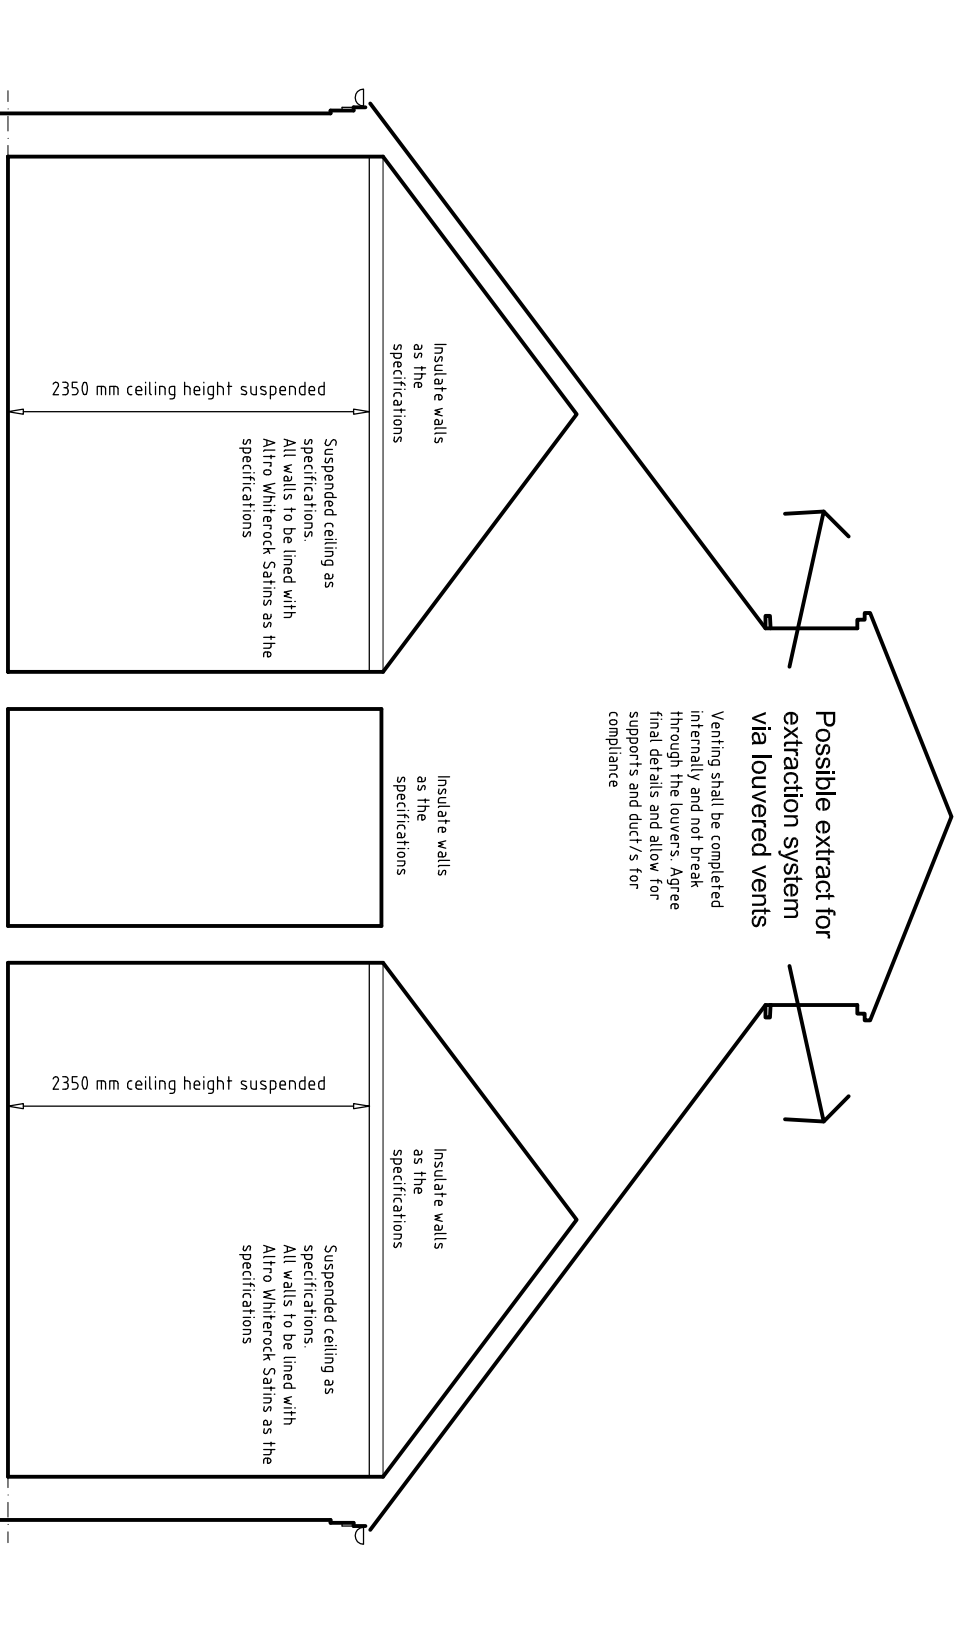 Possible extract for
extraction system
via louvered vents
Venting shall be completed
internally and not break
through the louvers. Agree
final details and allow for
supports and duct/s for
compliance
Insulate walls
as the
specifications
Insulate walls
as the
specifications
Insulate walls
as the
specifications
2350 mm ceiling height suspended
Suspended ceiling as
specifications.
All walls to be lined with
Altro Whiterock Satins as the
specifications
2350 mm ceiling height suspended
Suspended ceiling as
specifications.
All walls to be lined with
Altro Whiterock Satins as the
specifications